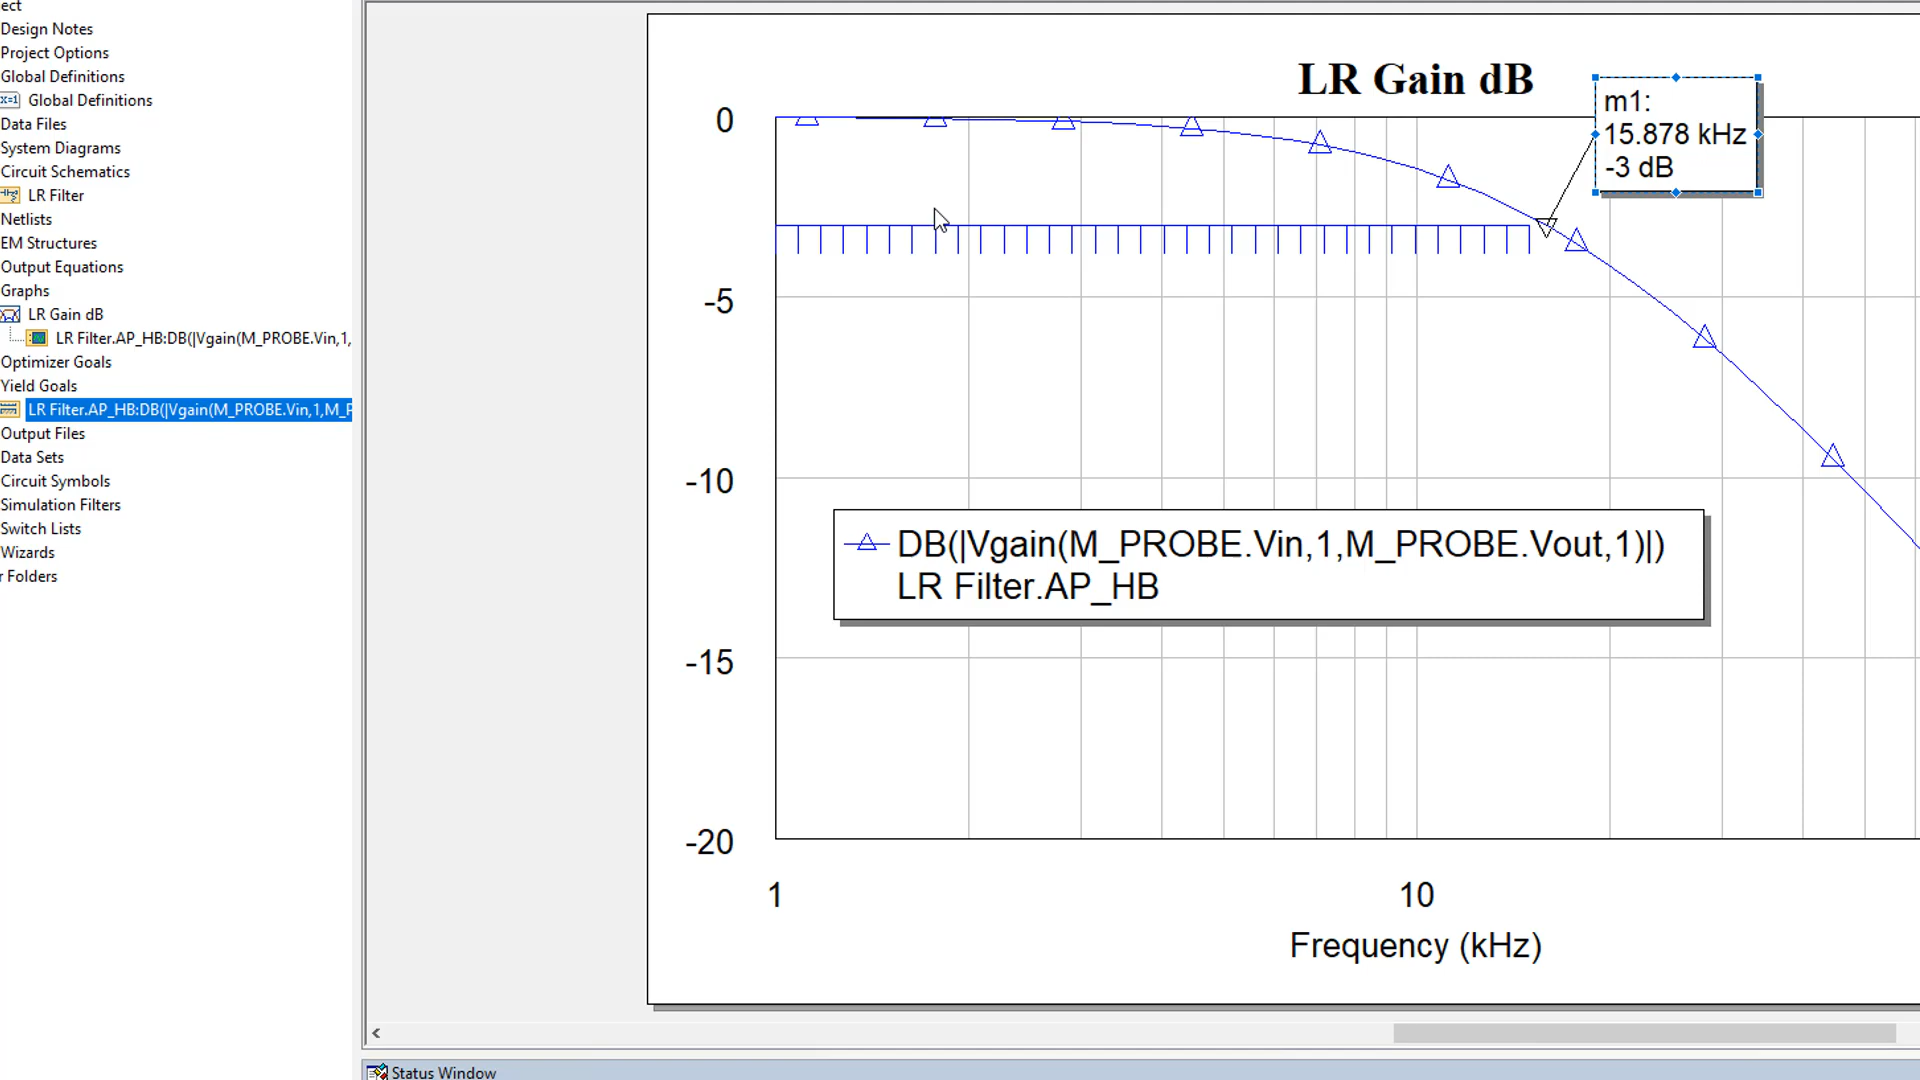 ect
Design Notes
Project Options
Global Definitions
x=1 Global Definitions
Data Files
System Diagrams
Circuit Schematics
LR Filter
Netlists
EM Structures
Output Equations
Graphs
LR Gain dB
LR Filter.AP_HB:DB(|Vgain(M_PROBE.Vin,1,
Optimizer Goals
Yield Goals
LR Filter.AP_HB:DB(|Vgain(M_PROBE.Vin,1,M_P
Output Files
Data Sets
Circuit Symbols
Simulation Filters
Switch Lists
Wizards
r Folders
LR Gain dB
m1:
15.878 kHz
-3 dB
0
-5
-10
-15
-20
DB(|Vgain(M_PROBE.Vin,1,M_PROBE.Vout,1)|)
LR Filter.AP_HB
1
10
Frequency (kHz)
Status Window